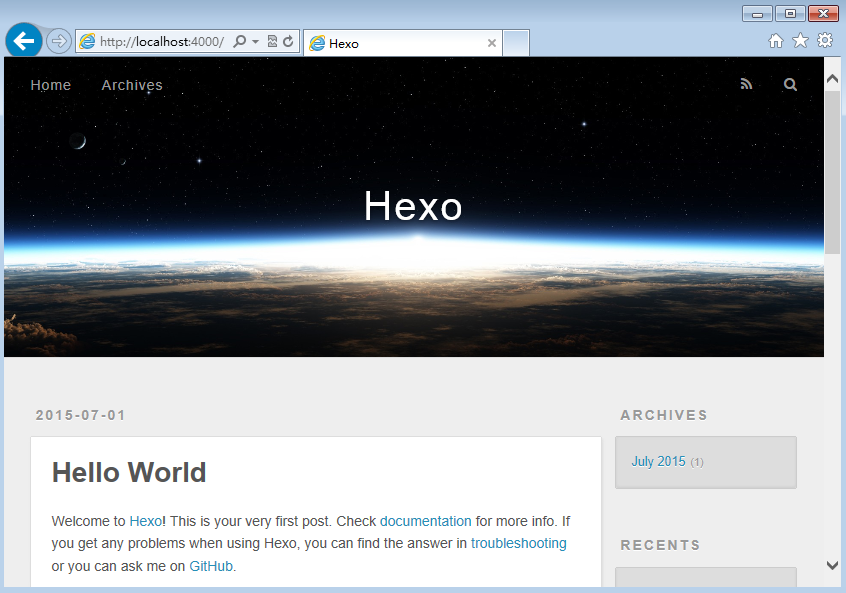 http://localhost:4000/
Hexo
Home Archives
Hexo
2015-07-01
ARCHIVES
Hello World
July 2015 (1)
Welcome to Hexo! This is your very first post. Check documentation for more info. If
you get any problems when using Hexo, you can find the answer in troubleshooting
or you can ask me on GitHub.
RECENTS